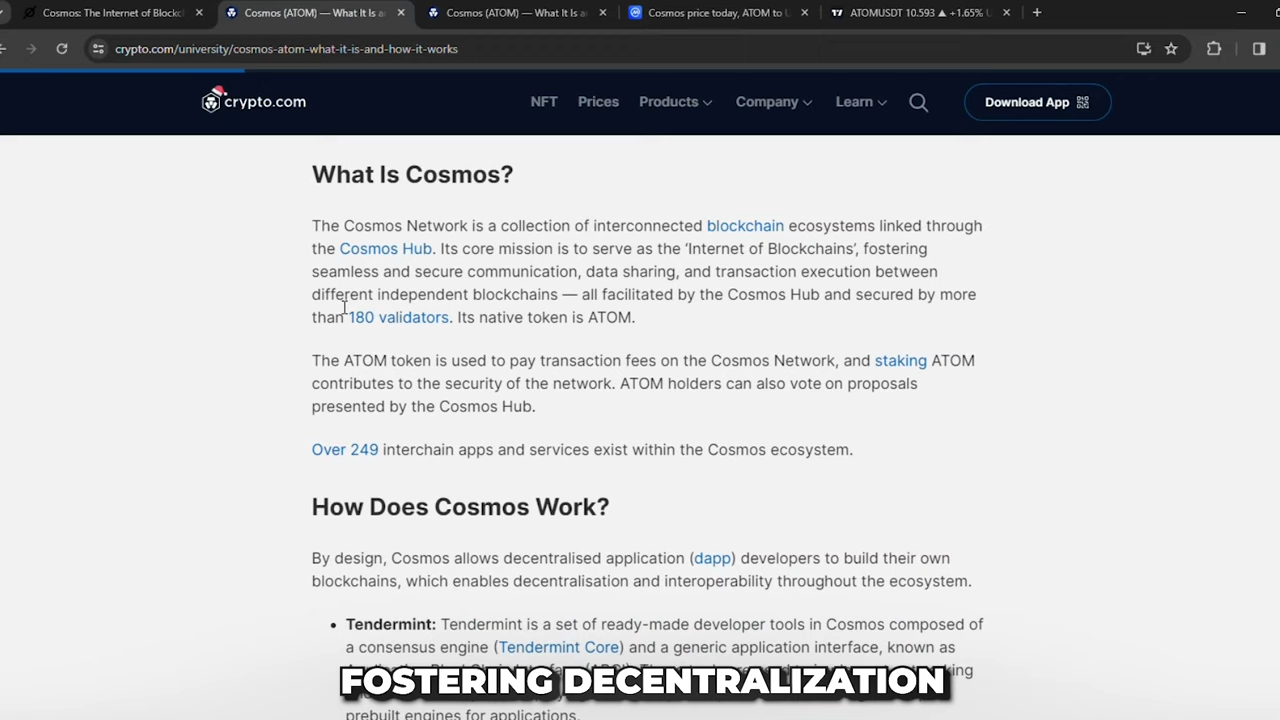 Cosmos: The Internet of Blockch
Cosmos (ATOM) — What It Is a
Cosmos (ATOM) — What It Is a
Cosmos price today, ATOM to U
ATOMUSDT 10.593 ▲ +1.65% U
crypto.com/university/cosmos-atom-what-it-is-and-how-it-works
crypto.com
NFT
Prices
Products
Company
Learn
Download App
What Is Cosmos?
The Cosmos Network is a collection of interconnected blockchain ecosystems linked through
the Cosmos Hub. Its core mission is to serve as the ‘Internet of Blockchains’, fostering
seamless and secure communication, data sharing, and transaction execution between
different independent blockchains — all facilitated by the Cosmos Hub and secured by more
than 180 validators. Its native token is ATOM.
The ATOM token is used to pay transaction fees on the Cosmos Network, and staking ATOM
contributes to the security of the network. ATOM holders can also vote on proposals
presented by the Cosmos Hub.
Over 249 interchain apps and services exist within the Cosmos ecosystem.
How Does Cosmos Work?
By design, Cosmos allows decentralised application (dapp) developers to build their own
blockchains, which enables decentralisation and interoperability throughout the ecosystem.
• Tendermint: Tendermint is a set of ready-made developer tools in Cosmos composed of
a consensus engine (Tendermint Core) and a generic application interface, known as
FOSTERING DECENTRALIZATION
prebuilt engines for applications.